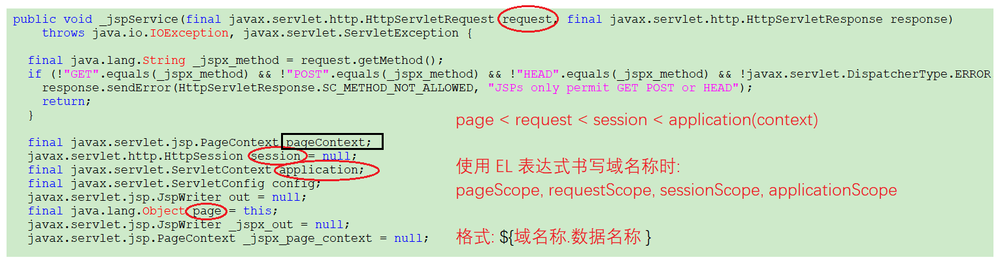 public void _jspService(final javax.servlet.http.HttpServletRequest request, final javax.servlet.http.HttpServletResponse response)
throws java.io.IOException, javax.servlet.ServletException {
final java.lang.String _jspx_method = request.getMethod();
if (!"GET".equals(_jspx_method) && !"POST".equals(_jspx_method) && !"HEAD".equals(_jspx_method) && !javax.servlet.DispatcherType.ERROR
response.sendError(HttpServletResponse.SC_METHOD_NOT_ALLOWED, "JSPs only permit GET POST or HEAD");
return;
}
page < request < session < application(context)
final javax.servlet.jsp.PageContext pageContext;
javax.servlet.http.HttpSession session = null;
final javax.servlet.ServletContext application;
final javax.servlet.ServletConfig config;
javax.servlet.jsp.JspWriter out = null;
final java.lang.Object page = this;
javax.servlet.jsp.JspWriter _jspx_out = null;
javax.servlet.jsp.PageContext _jspx_page_context = null;
使用 EL 表达式书写域名称时:
pageScope, requestScope, sessionScope, applicationScope
格式: ${域名称.数据名称 }